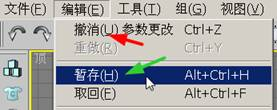 文件(F) 编辑(E) 工具(T) 组(G) 视图(V)
撤消(U) 参数更改 Ctrl+Z
重做(R) Ctrl+Y
暂存(H) Alt+Ctrl+H
取回(F) Alt+Ctrl+F